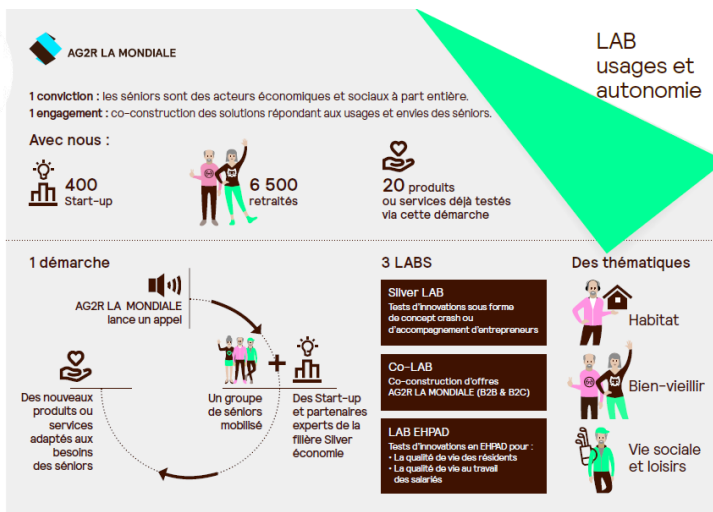 AG2R LA MONDIALE
LAB
usages et
autonomie
1 conviction : les séniors sont des acteurs économiques et sociaux à part entière.
1 engagement : co-construction des solutions répondant aux usages et envies des séniors.
Avec nous :
400
Start-up
6 500
retraités
20 produits
ou services déjà testés
via cette démarche
1 démarche
AG2R LA MONDIALE
lance un appel
Un groupe
de séniors
mobilisé
+
Des Start-up
et partenaires
experts de la
filière Silver
économie
Des nouveaux
produits ou
services
adaptés aux
besoins
des séniors
3 LABS
Silver LAB
Tests d'innovations sous forme
de concept crash ou
d'accompagnement d'entrepreneurs
Co-LAB
Co-construction d'offres
AG2R LA MONDIALE (B2B & B2C)
LAB EHPAD
Tests d'innovations en EHPAD pour :
• La qualité de vie des résidents
• La qualité de vie au travail
des salariés
Des thématiques
Habitat
Bien-vieillir
Vie sociale
et loisirs